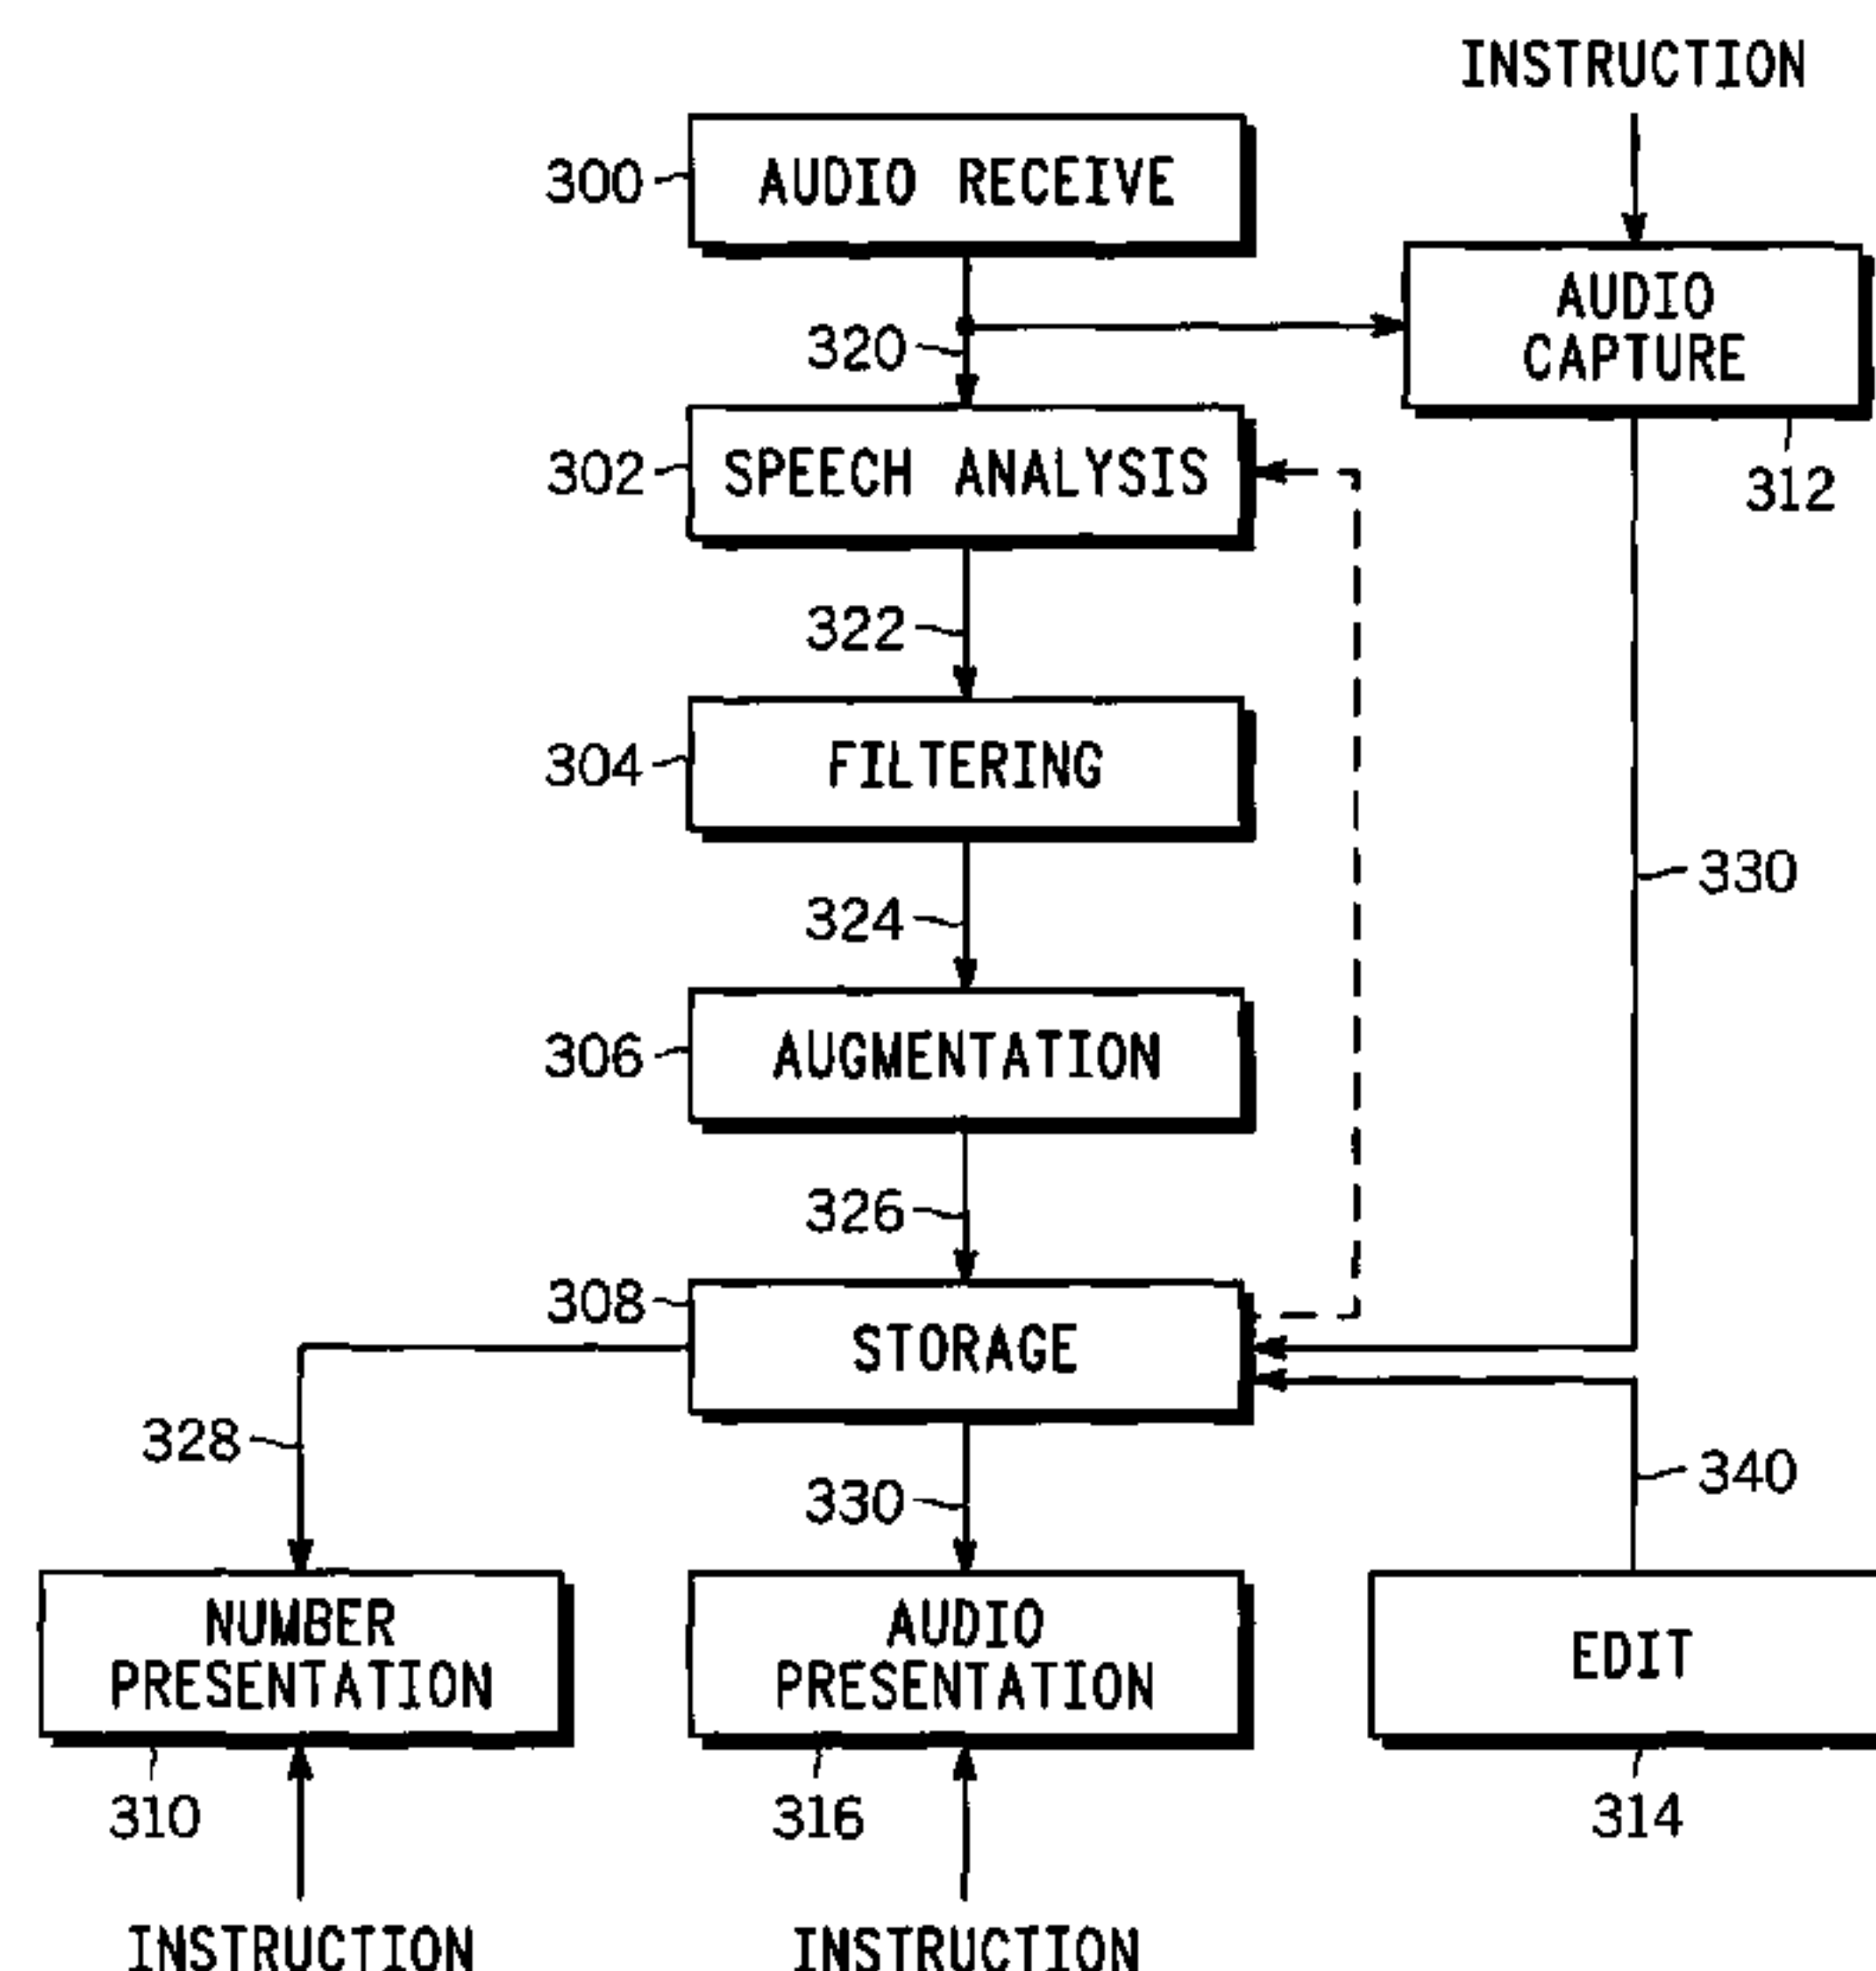 INSTRUCTION
300
AUDIO RECEIVE
AUDIO
CAPTURE
320
312
302
SPEECH ANALYSIS
322
304
FILTERING
330
324
306
AUGMENTATION
326
308
STORAGE
328
330
340
NUMBER
PRESENTATION
AUDIO
PRESENTATION
EDIT
310
316
314
INSTRUCTION
INSTRUCTION